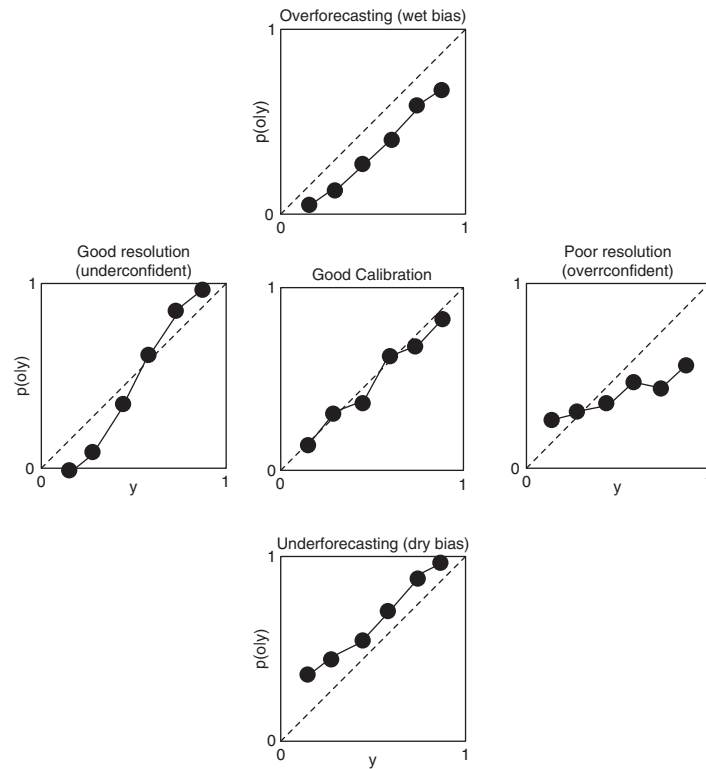 Overforecasting (wet bias)
1
p(o|y)
0
0
1
Good resolution
(underconfident)
1
p(o|y)
0
0
y
1
Good Calibration
1
0
0
1
Poor resolution
(overrconfident)
1
0
0
y
1
Underforecasting (dry bias)
1
p(o|y)
0
0
y
1